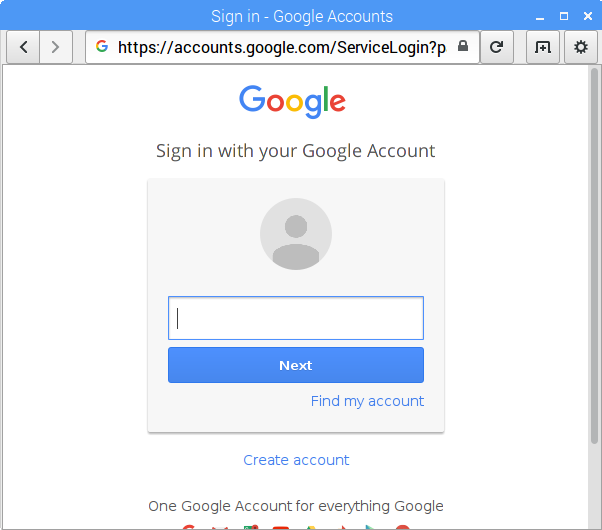 Sign in - Google Accounts
https://accounts.google.com/ServiceLogin?p
Google
Sign in with your Google Account
Next
Find my account
Create account
One Google Account for everything Google